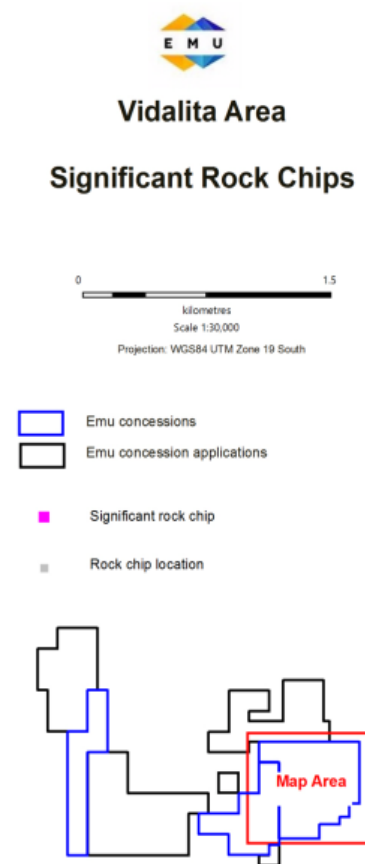 EMU
Vidalita Area
Significant Rock Chips
0 1.5
kilometres
Scale 1:30,000
Projection: WGS84 UTM Zone 19 South
Emu concessions
Emu concession applications
Significant rock chip
Rock chip location
Map Area